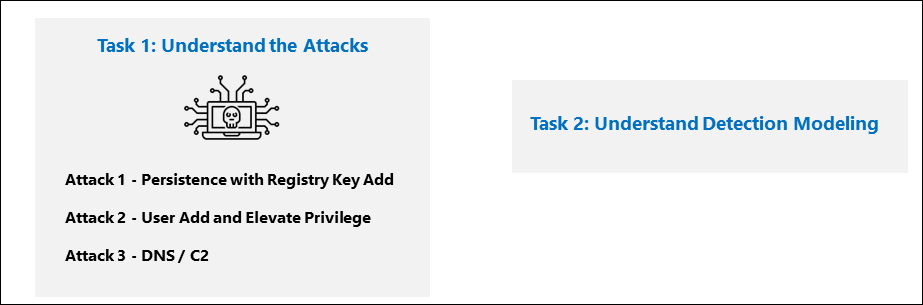 Task 1: Understand the Attacks
Attack 1 - Persistence with Registry Key Add
Attack 2 - User Add and Elevate Privilege
Attack 3 - DNS / C2
Task 2: Understand Detection Modeling